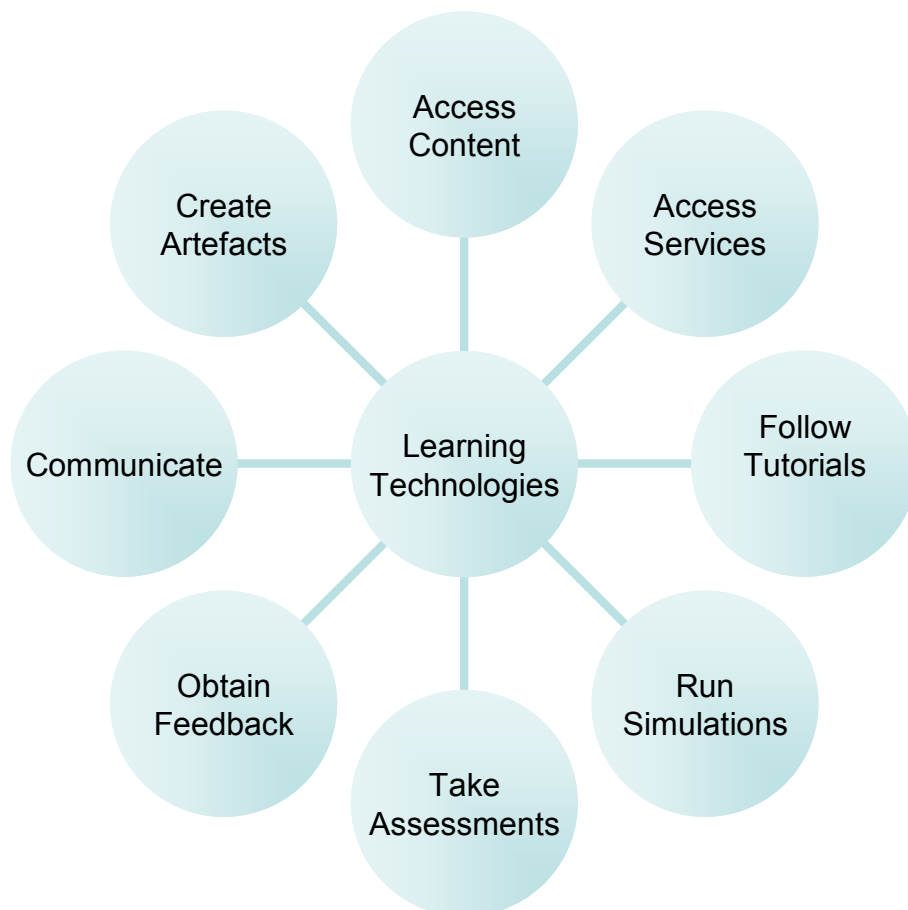 Access
Content
Access
Services
Follow
Tutorials
Run
Simulations
Take
Assessments
Obtain
Feedback
Communicate
Create
Artefacts
Learning
Technologies